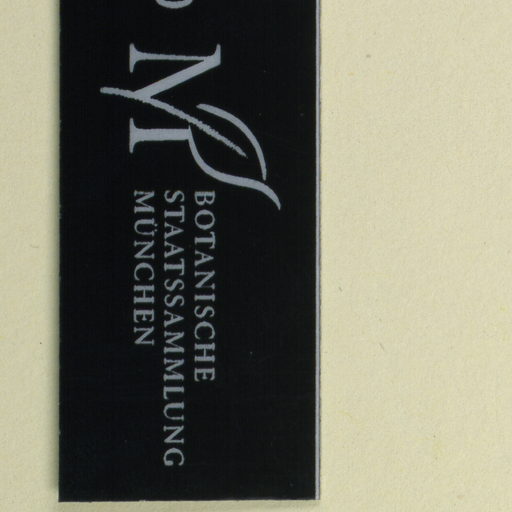 M
BOTANISCHE
STAATSSAMMLUNG
MÜNCHEN